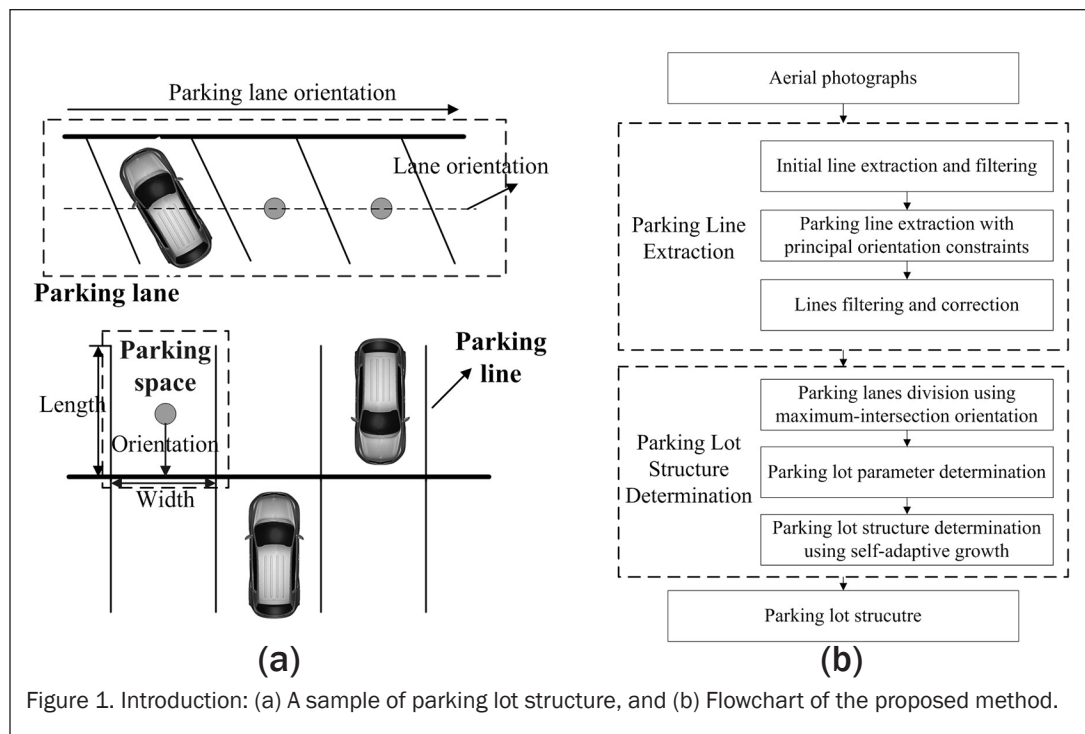 Parking lane orientation
Lane orientation
Parking lane
Parking
space
Parking
line
Length
Orientation
Width
(a)
Aerial photographs
Parking Line
Extraction
Initial line extraction and filtering
Parking line extraction with
principal orientation constraints
Lines filtering and correction
Parking Lot
Structure
Determination
Parking lanes division using
maximum-intersection orientation
Parking lot parameter determination
Parking lot structure determination
using self-adaptive growth
Parking lot strucutre
(b)
Figure 1. Introduction: (a) A sample of parking lot structure, and (b) Flowchart of the proposed method.